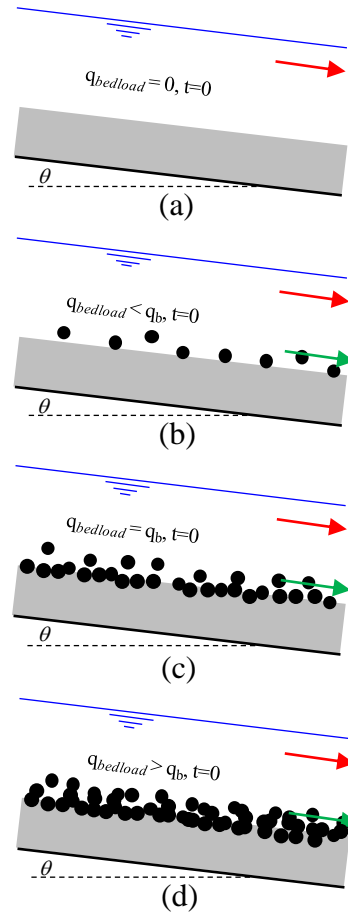 q_bedload = 0, t=0
θ
(a)
q_bedload < q_b, t=0
θ
(b)
q_bedload = q_b, t=0
θ
(c)
q_bedload > q_b, t=0
θ
(d)